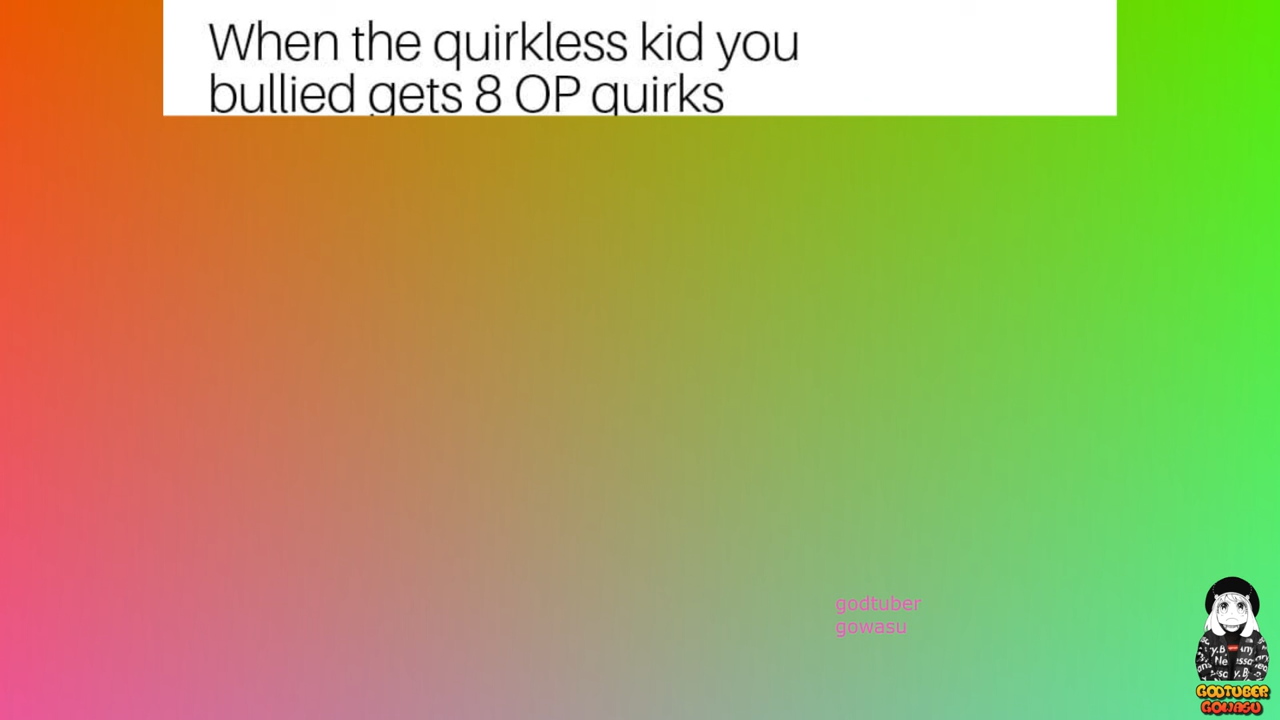 When the quirkless kid you
bullied gets 8 OP quirks
godtuber
gowasu
GODTUBER
GOWASU